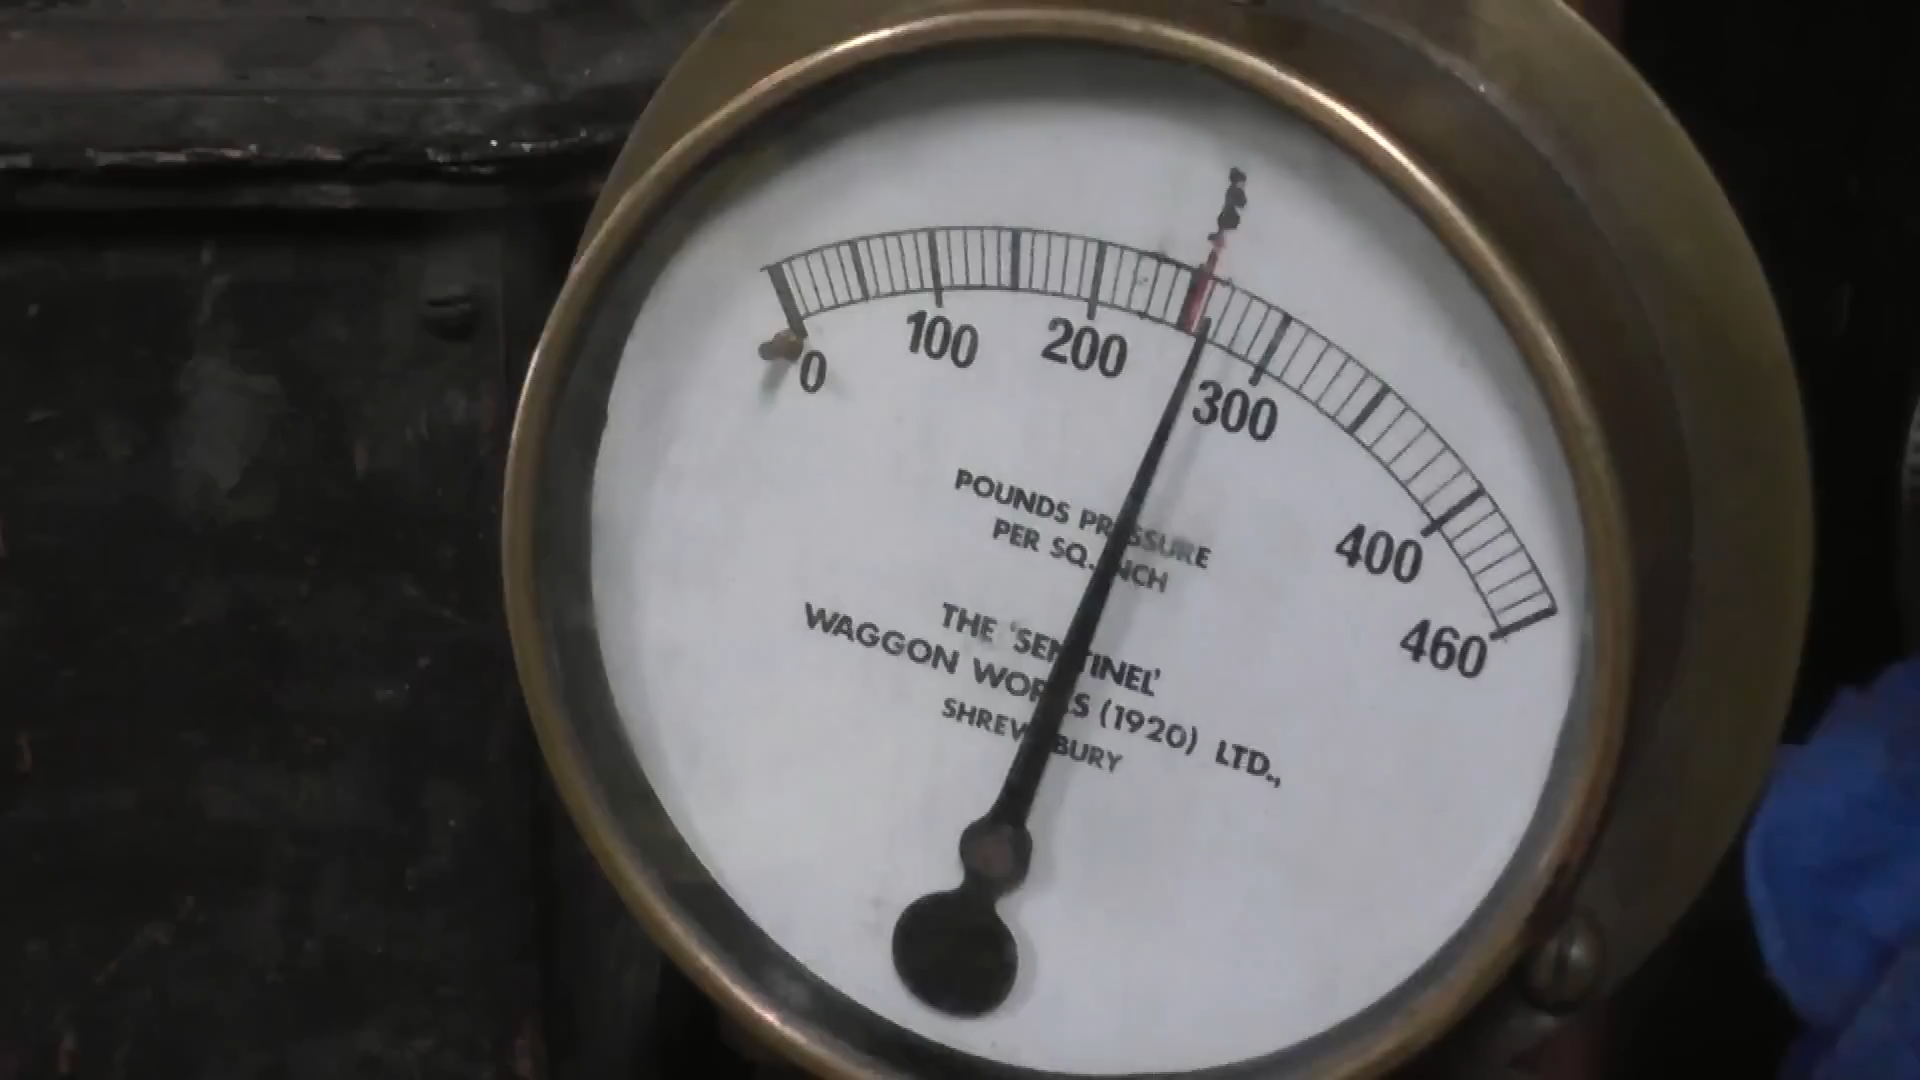 0
100
200
300
400
460
POUNDS PRESSURE
PER SQ. INCH
THE 'SENTINEL'
WAGGON WORKS (1920) LTD.,
SHREWSBURY